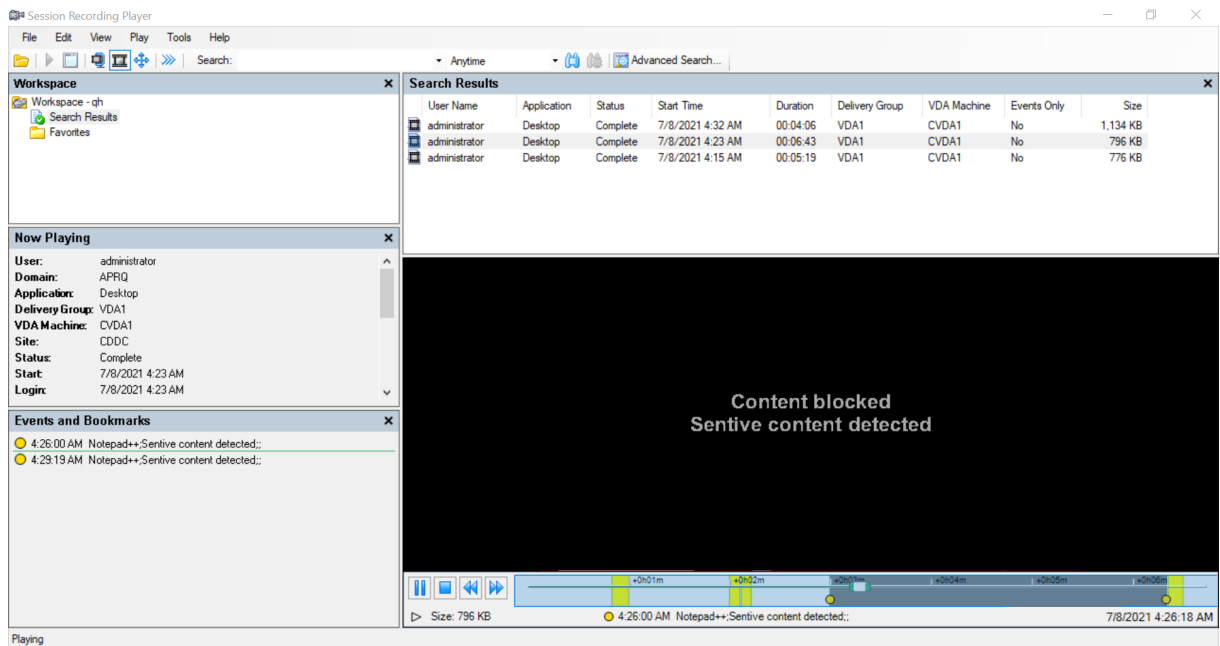 Session Recording Player
File Edit View Play Tools Help
Search: Anytime Advanced Search...
Workspace
Workspace - qh
Search Results
Favorites
Search Results
User Name Application Status Start Time Duration Delivery Group VDA Machine Events Only Size
administrator Desktop Complete 7/8/2021 4:32 AM 00:04:06 VDA1 CVDA1 No 1,134 KB
administrator Desktop Complete 7/8/2021 4:23 AM 00:06:43 VDA1 CVDA1 No 796 KB
administrator Desktop Complete 7/8/2021 4:15 AM 00:05:19 VDA1 CVDA1 No 776 KB
Now Playing
User: administrator
Domain: APRQ
Application: Desktop
Delivery Group: VDA1
VDA Machine: CVDA1
Site: CDDC
Status: Complete
Start: 7/8/2021 4:23 AM
Login: 7/8/2021 4:23 AM
Events and Bookmarks
4:26:00 AM Notepad++;Sentive content detected;;
4:29:19 AM Notepad++;Sentive content detected;;
Content blocked
Sentive content detected
+0h01m +0h02m +0h03m +0h04m +0h05m +0h06m
Size: 796 KB 4:26:00 AM Notepad++;Sentive content detected;; 7/8/2021 4:26:18 AM
Playing